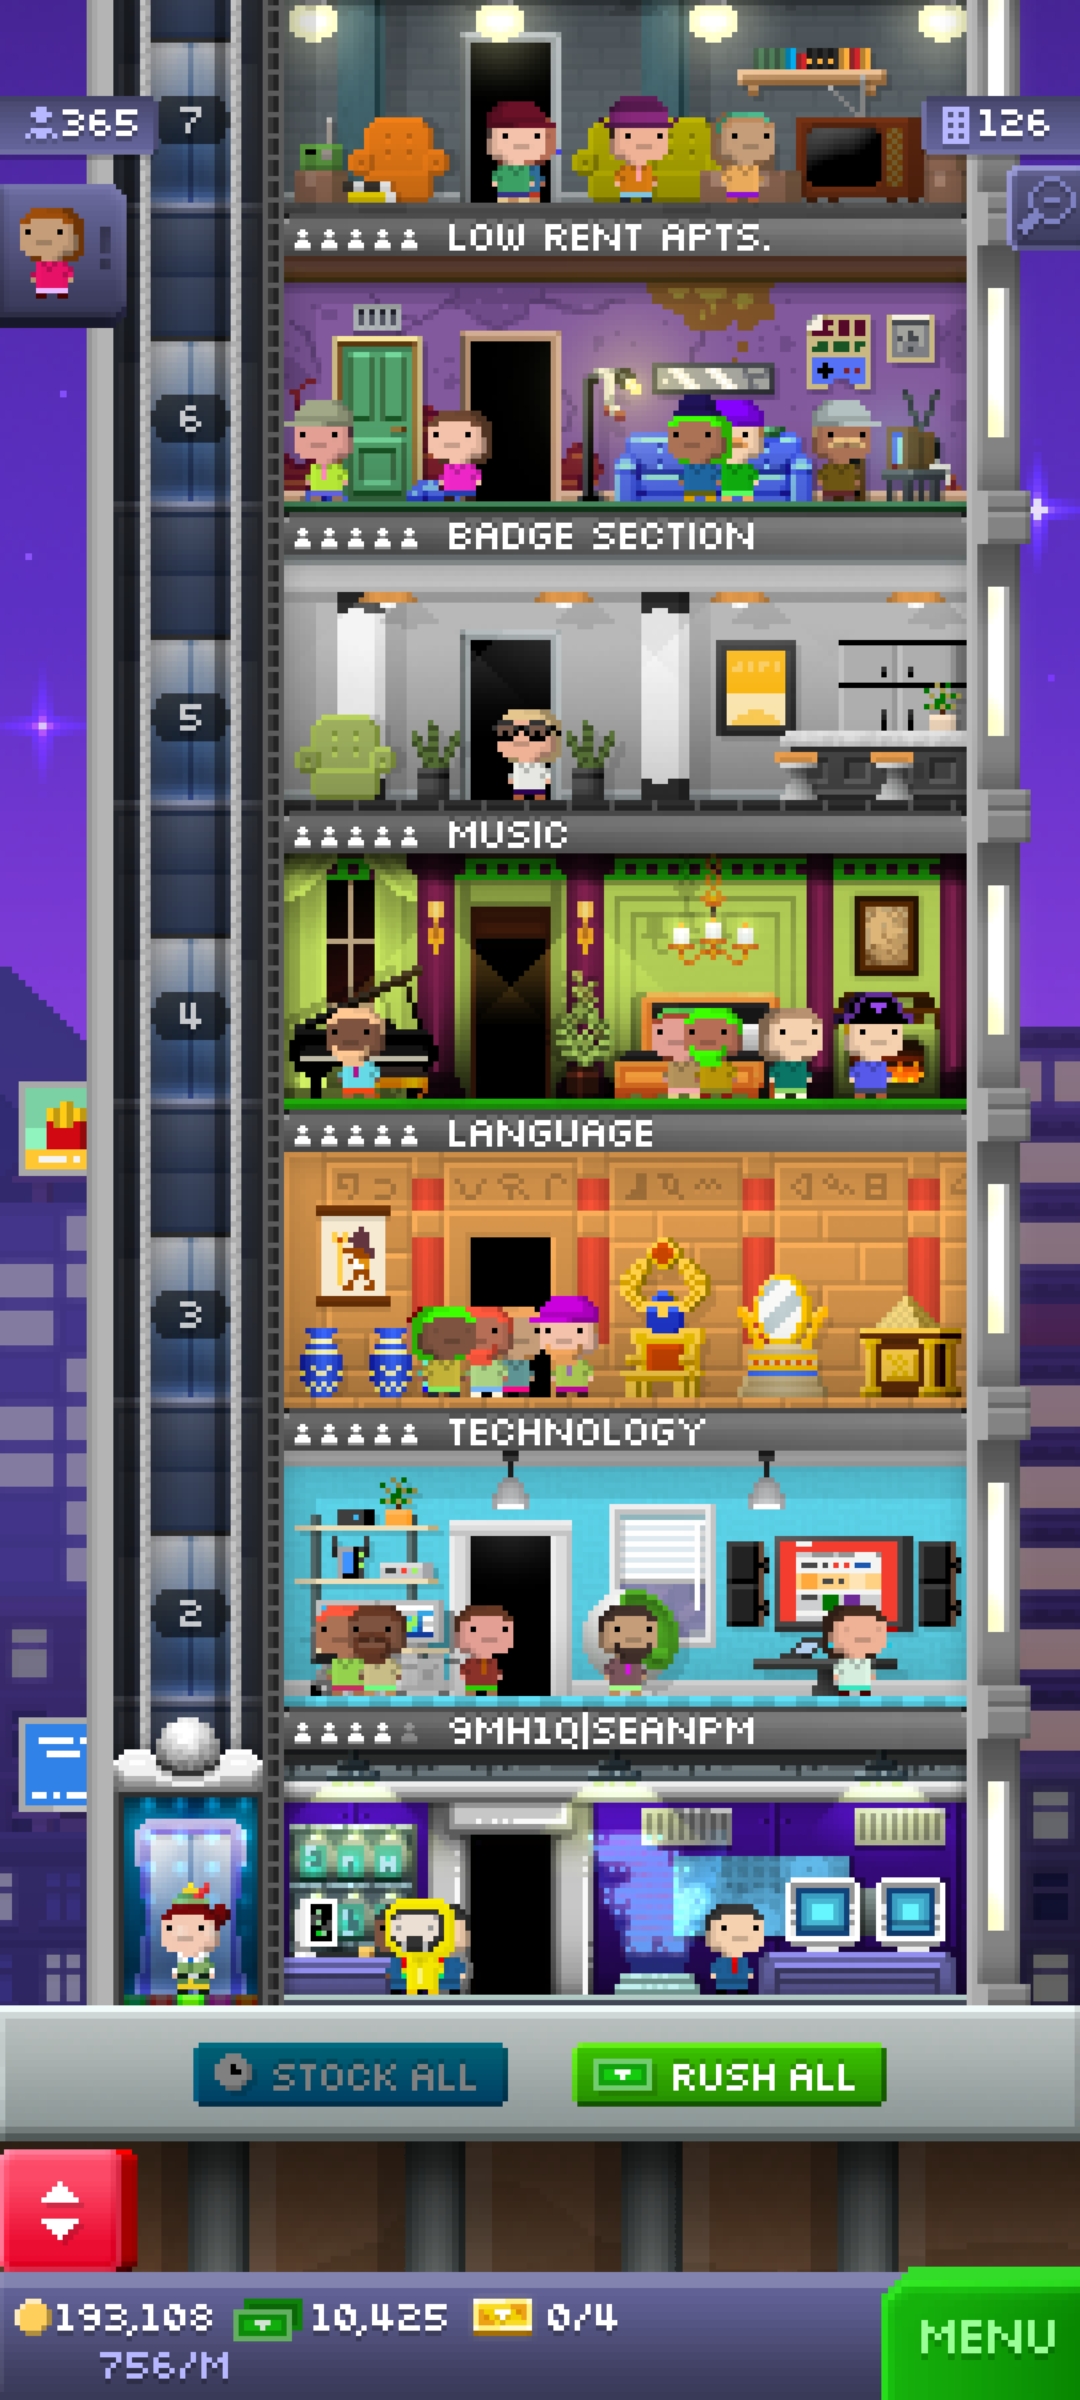 7
365
126
LOW RENT APTS.
6
BADGE SECTION
5
MUSIC
4
LANGUAGE
3
TECHNOLOGY
2
9MH1Q|SEANPM
STOCK ALL
RUSH ALL
193,108
10,425
0/4
756/M
MENU